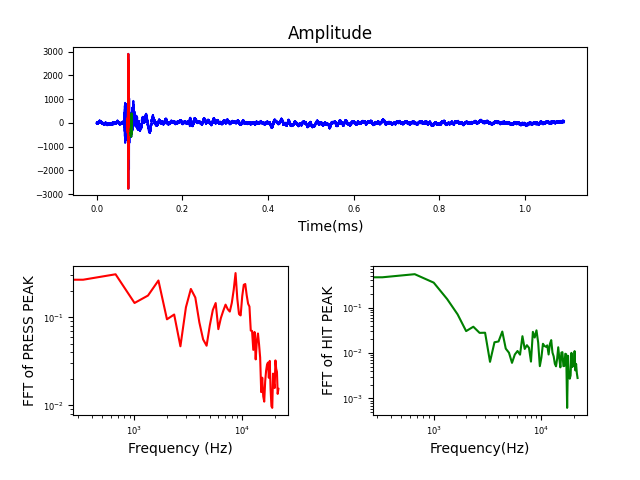 Amplitude
3000
2000
1000
0
−1000
−2000
−3000
0.0 0.2 0.4 0.6 0.8 1.0
Time(ms)
FFT of PRESS PEAK
10⁻¹
10⁻²
10³ 10⁴
Frequency (Hz)
FFT of HIT PEAK
10⁻¹
10⁻²
10⁻³
10³ 10⁴
Frequency(Hz)